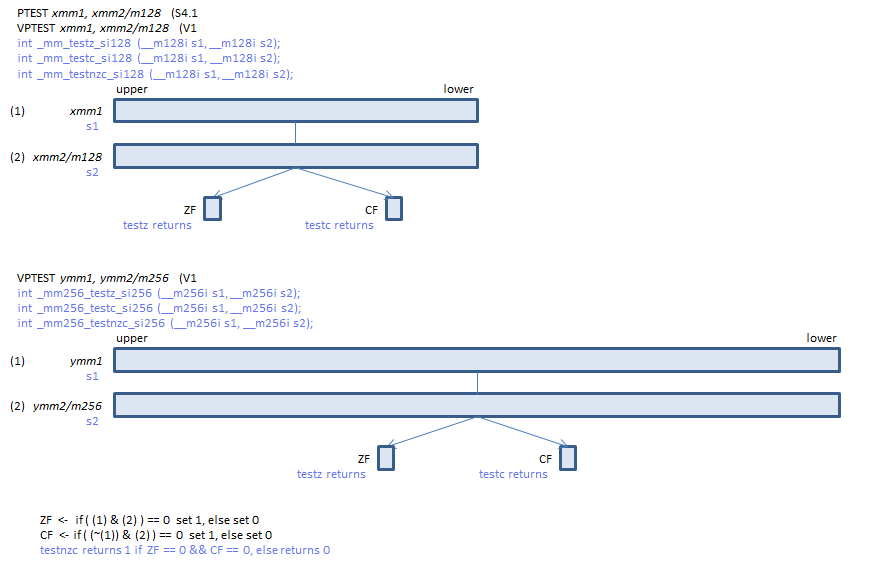 PTEST xmm1, xmm2/m128 (S4.1
VPTEST xmm1, xmm2/m128 (V1
int _mm_testz_si128 (__m128i s1, __m128i s2);
int _mm_testc_si128 (__m128i s1, __m128i s2);
int _mm_testnzc_si128 (__m128i s1, __m128i s2);
upper lower
(1) xmm1
s1
(2) xmm2/m128
s2
ZF CF
testz returns testc returns
VPTEST ymm1, ymm2/m256 (V1
int _mm256_testz_si256 (__m256i s1, __m256i s2);
int _mm256_testc_si256 (__m256i s1, __m256i s2);
int _mm256_testnzc_si256 (__m256i s1, __m256i s2);
upper lower
(1) ymm1
s1
(2) ymm2/m256
s2
ZF CF
testz returns testc returns
ZF <- if ( (1) & (2) ) == 0 set 1, else set 0
CF <- if ( (~(1)) & (2) ) == 0 set 1, else set 0
testnzc returns 1 if ZF == 0 && CF == 0, else returns 0